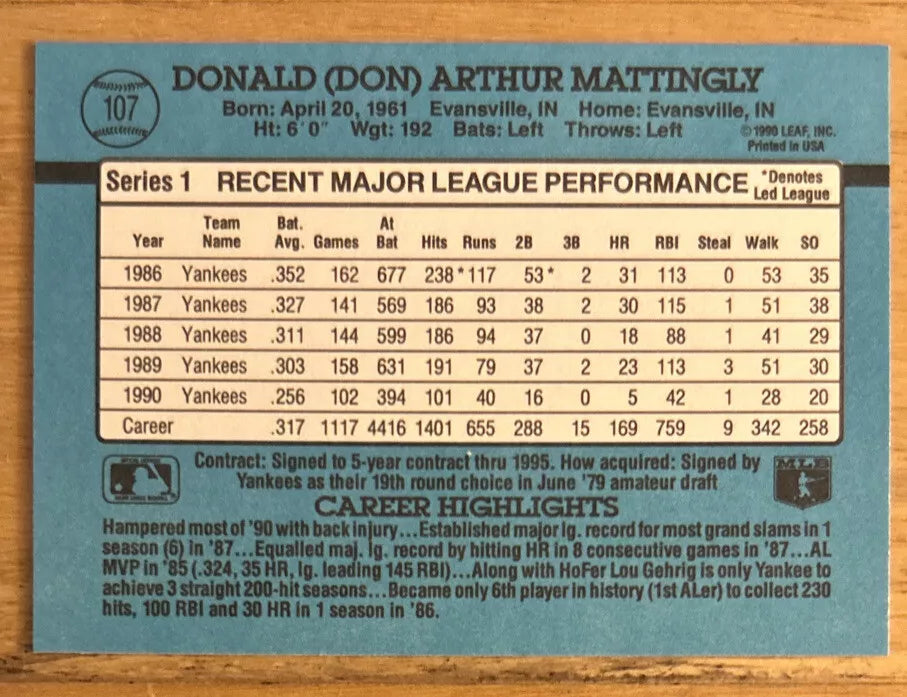 107
DONALD (DON) ARTHUR MATTINGLY
Born: April 20, 1961 Evansville, IN Home: Evansville, IN
Ht: 6'0" Wgt: 192 Bats: Left Throws: Left
©1990 LEAF, INC.
Printed in USA
Series 1 RECENT MAJOR LEAGUE PERFORMANCE *Denotes Led League
Year Team Name Bat. Avg. Games At Bat Hits Runs 2B 3B HR RBI Steal Walk SO
1986 Yankees .352 162 677 238* 117 53* 2 31 113 0 53 35
1987 Yankees .327 141 569 186 93 38 2 30 115 1 51 38
1988 Yankees .311 144 599 186 94 37 0 18 88 1 41 29
1989 Yankees .303 158 631 191 79 37 2 23 113 3 51 30
1990 Yankees .256 102 394 101 40 16 0 5 42 1 28 20
Career .317 1117 4416 1401 655 288 15 169 759 9 342 258
Contract: Signed to 5-year contract thru 1995. How acquired: Signed by
Yankees as their 19th round choice in June '79 amateur draft
MLB
CAREER HIGHLIGHTS
Hampered most of '90 with back injury...Established major lg. record for most grand slams in 1
season (6) in '87...Equalled maj. lg. record by hitting HR in 8 consecutive games in '87...AL
MVP in '85 (.324, 35 HR, lg. leading 145 RBI)...Along with HoFer Lou Gehrig is only Yankee to
achieve 3 straight 200-hit seasons...Became only 6th player in history (1st ALer) to collect 230
hits, 100 RBI and 30 HR in 1 season in '86.